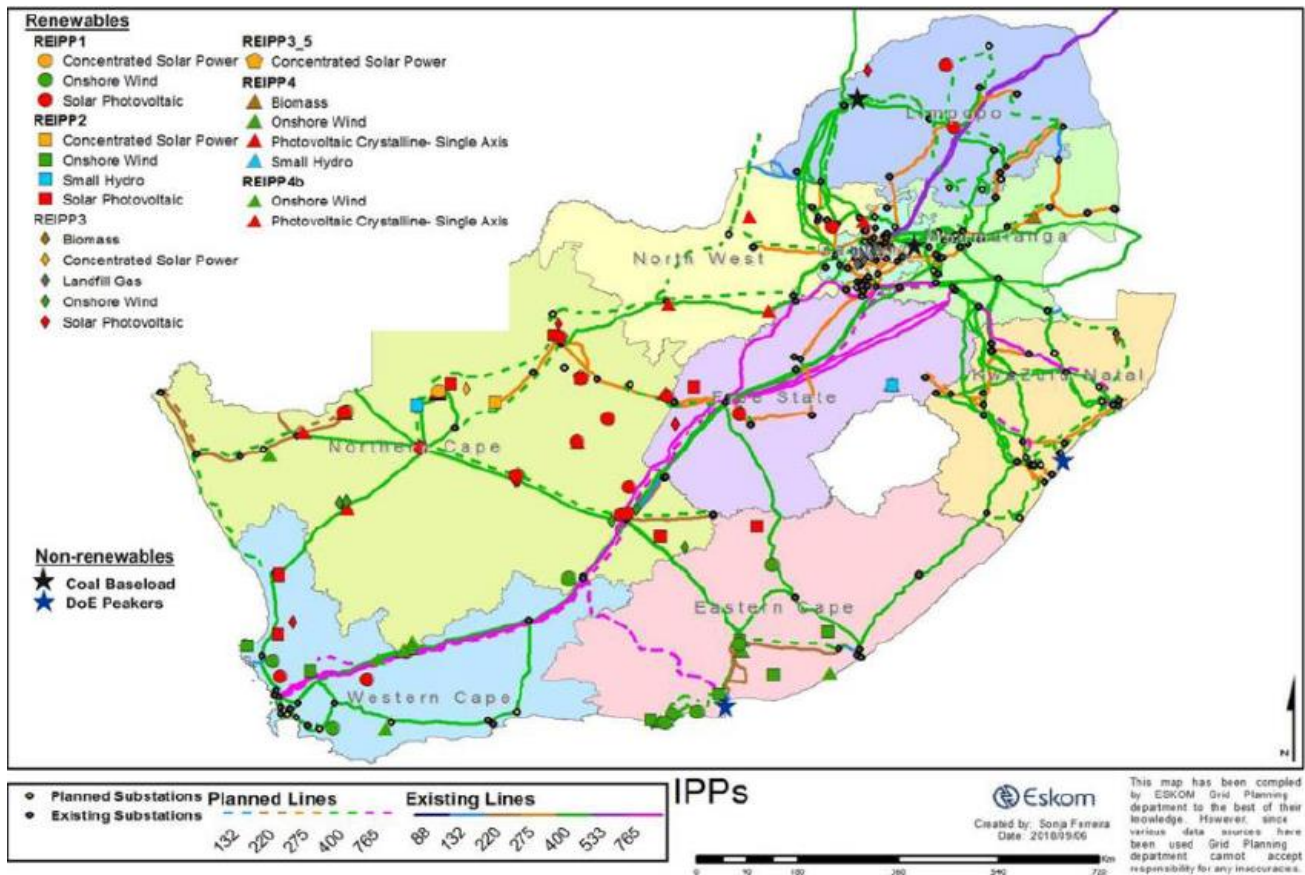 Renewables
REIPP1
Concentrated Solar Power
Onshore Wind
Solar Photovoltaic
REIPP2
Concentrated Solar Power
Onshore Wind
Small Hydro
Solar Photovoltaic
REIPP3
Biomass
Concentrated Solar Power
Landfill Gas
Onshore Wind
Solar Photovoltaic
REIPP3_5
Concentrated Solar Power
REIPP4
Biomass
Onshore Wind
Photovoltaic Crystalline- Single Axis
Small Hydro
REIPP4b
Onshore Wind
Photovoltaic Crystalline- Single Axis
Limpopo
North West
Free State
KwaZulu Natal
Northern Cape
Eastern Cape
Western Cape
Non-renewables
Coal Baseload
DoE Peakers
N
Planned Substations
Existing Substations
Planned Lines
132 220 275 400 765
Existing Lines
88 132 220 275 400 533 765
IPPs
Eskom
Created by: Sonja Ferreira
Date: 2018/09/06
0 90 180 360 540 720
Km
This map has been compiled
by ESKOM Grid Planning
department to the best of their
knowledge. However, since
various data sources have
been used Grid Planning
department cannot accept
responsibility for any inaccuracies.